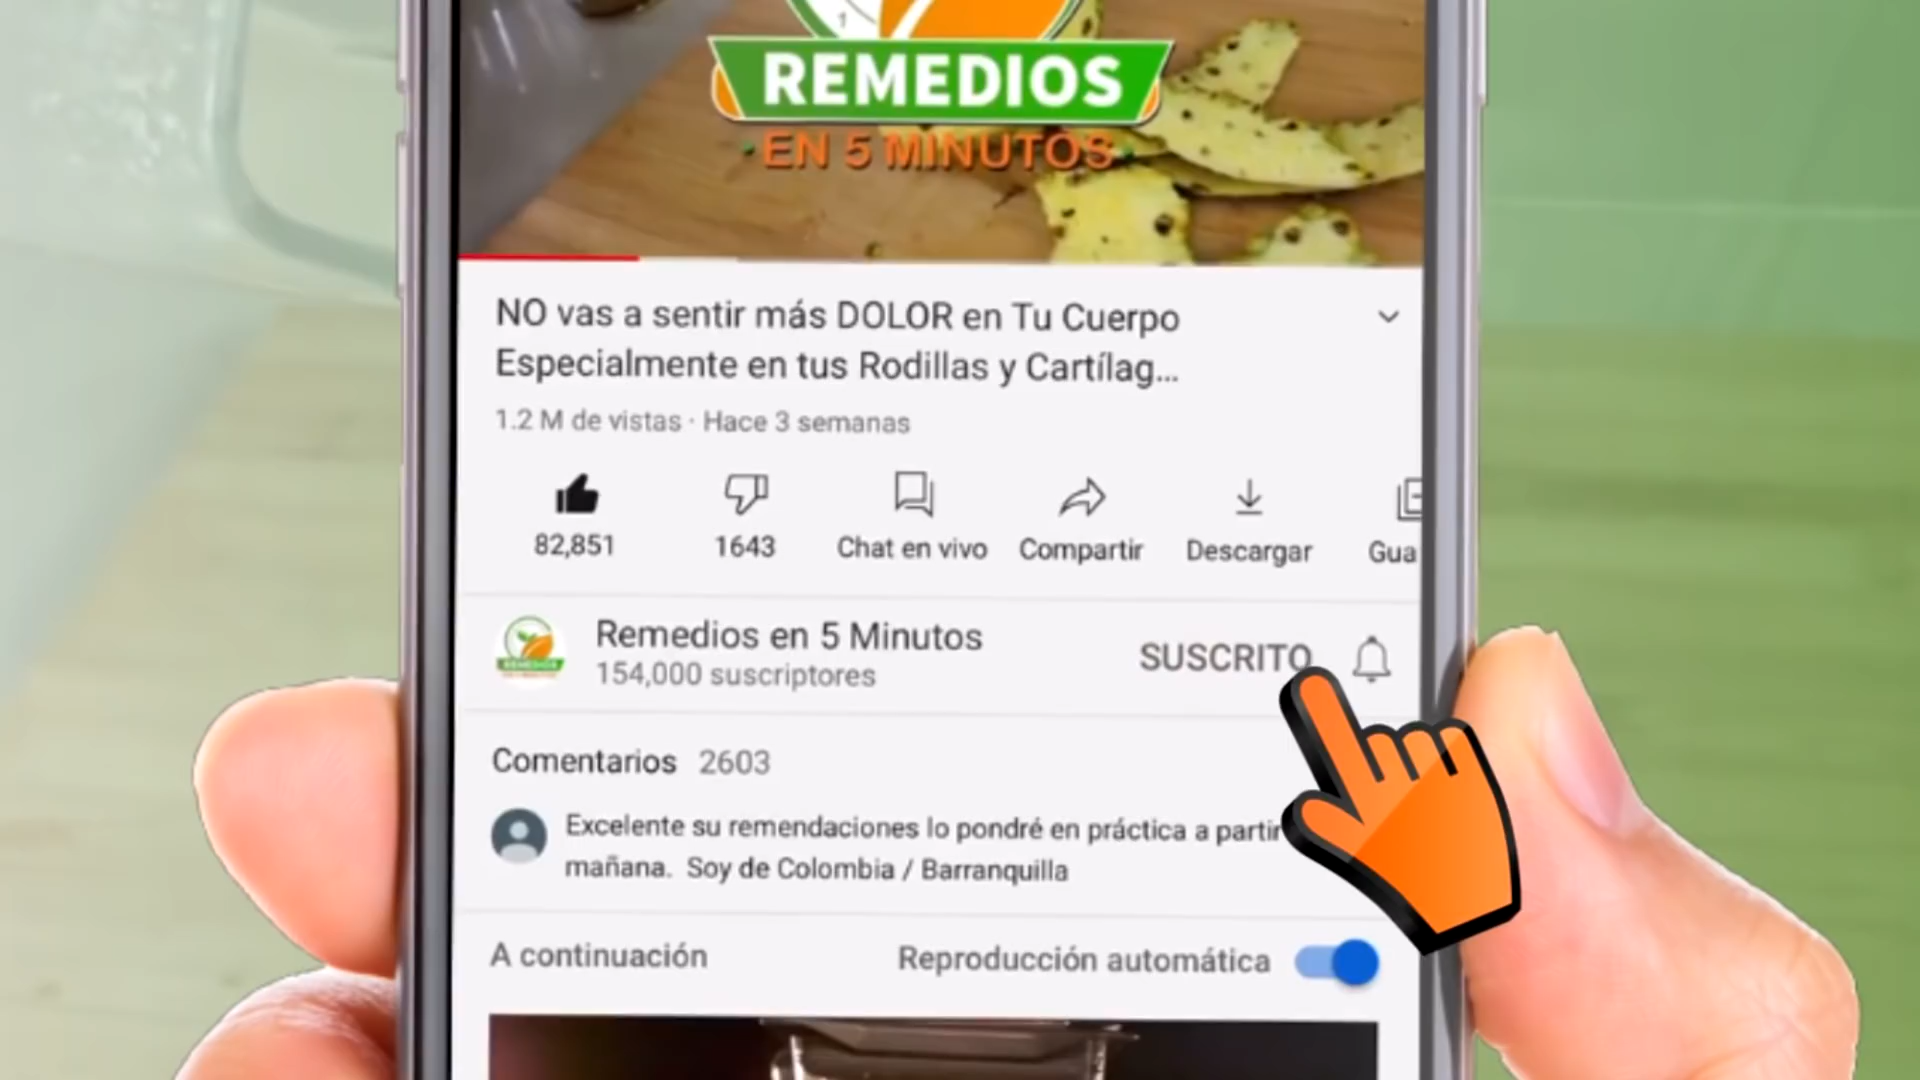 REMEDIOS
EN 5 MINUTOS
NO vas a sentir más DOLOR en Tu Cuerpo
Especialmente en tus Rodillas y Cartílag...
1.2 M de vistas · Hace 3 semanas
82,851
1643
Chat en vivo
Compartir
Descargar
Gua
Remedios en 5 Minutos
154,000 suscriptores
SUSCRITO
Comentarios 2603
Excelente su remendaciones lo pondré en práctica a partir
mañana. Soy de Colombia / Barranquilla
A continuación
Reproducción automática